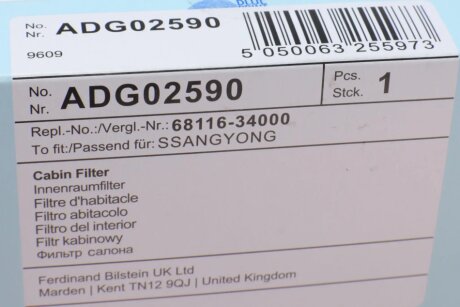 BLUE
No.
Nr. ADG02590
9609
5 050063 255973
No.
Nr. ADG02590
Pcs.
Stck. 1
Repl.-No.:/Vergl.-Nr.: 68116-34000
To fit:/Passend für: SSANGYONG
Cabin Filter
Innenraumfilter
Filtre d'habitacle
Filtro abitacolo
Filtro del interior
Filtr kabinowy
Фильтр салона
Ferdinand Bilstein UK Ltd
Marden | Kent TN12 9QJ | United Kingdom